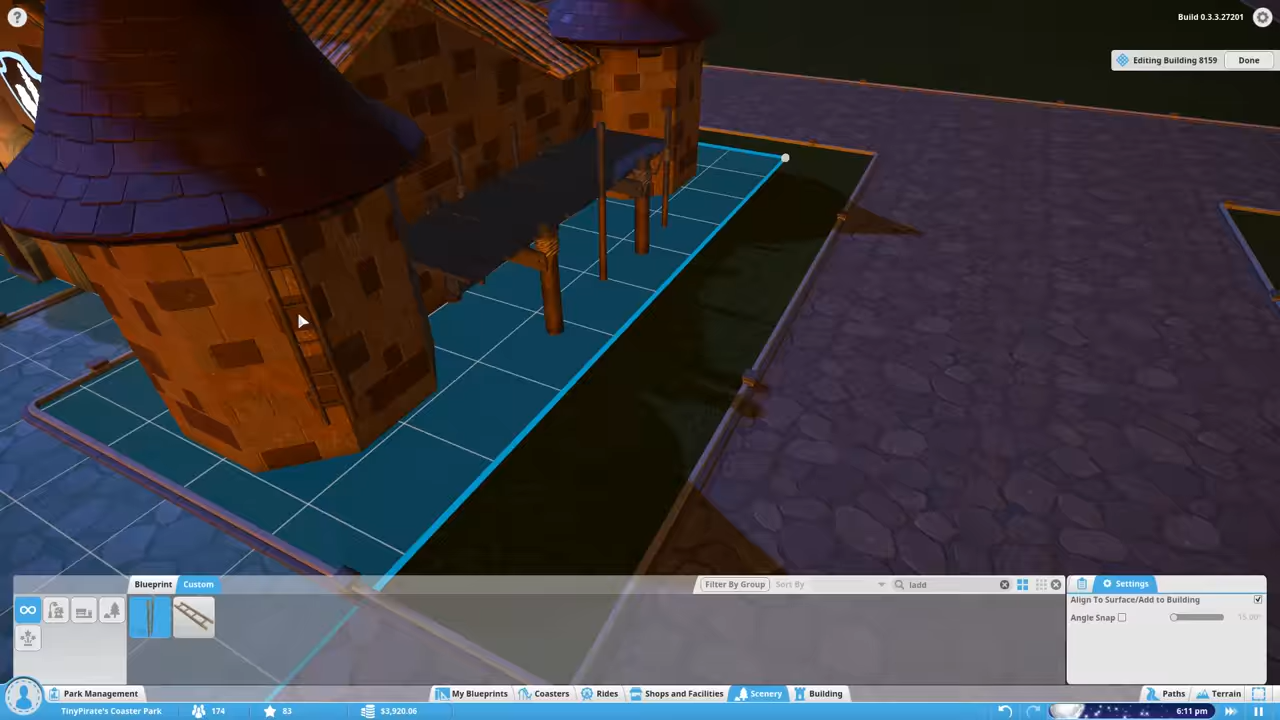 ?
Build 0.3.3.27201
Editing Building 8159 Done
Blueprint Custom
Filter By Group Sort By ladd
Settings
Align To Surface/Add to Building
Angle Snap 15.00°
Park Management My Blueprints Coasters Rides Shops and Facilities Scenery Building Paths Terrain
TinyPirate's Coaster Park 174 83 $3,920.06 6:11 pm